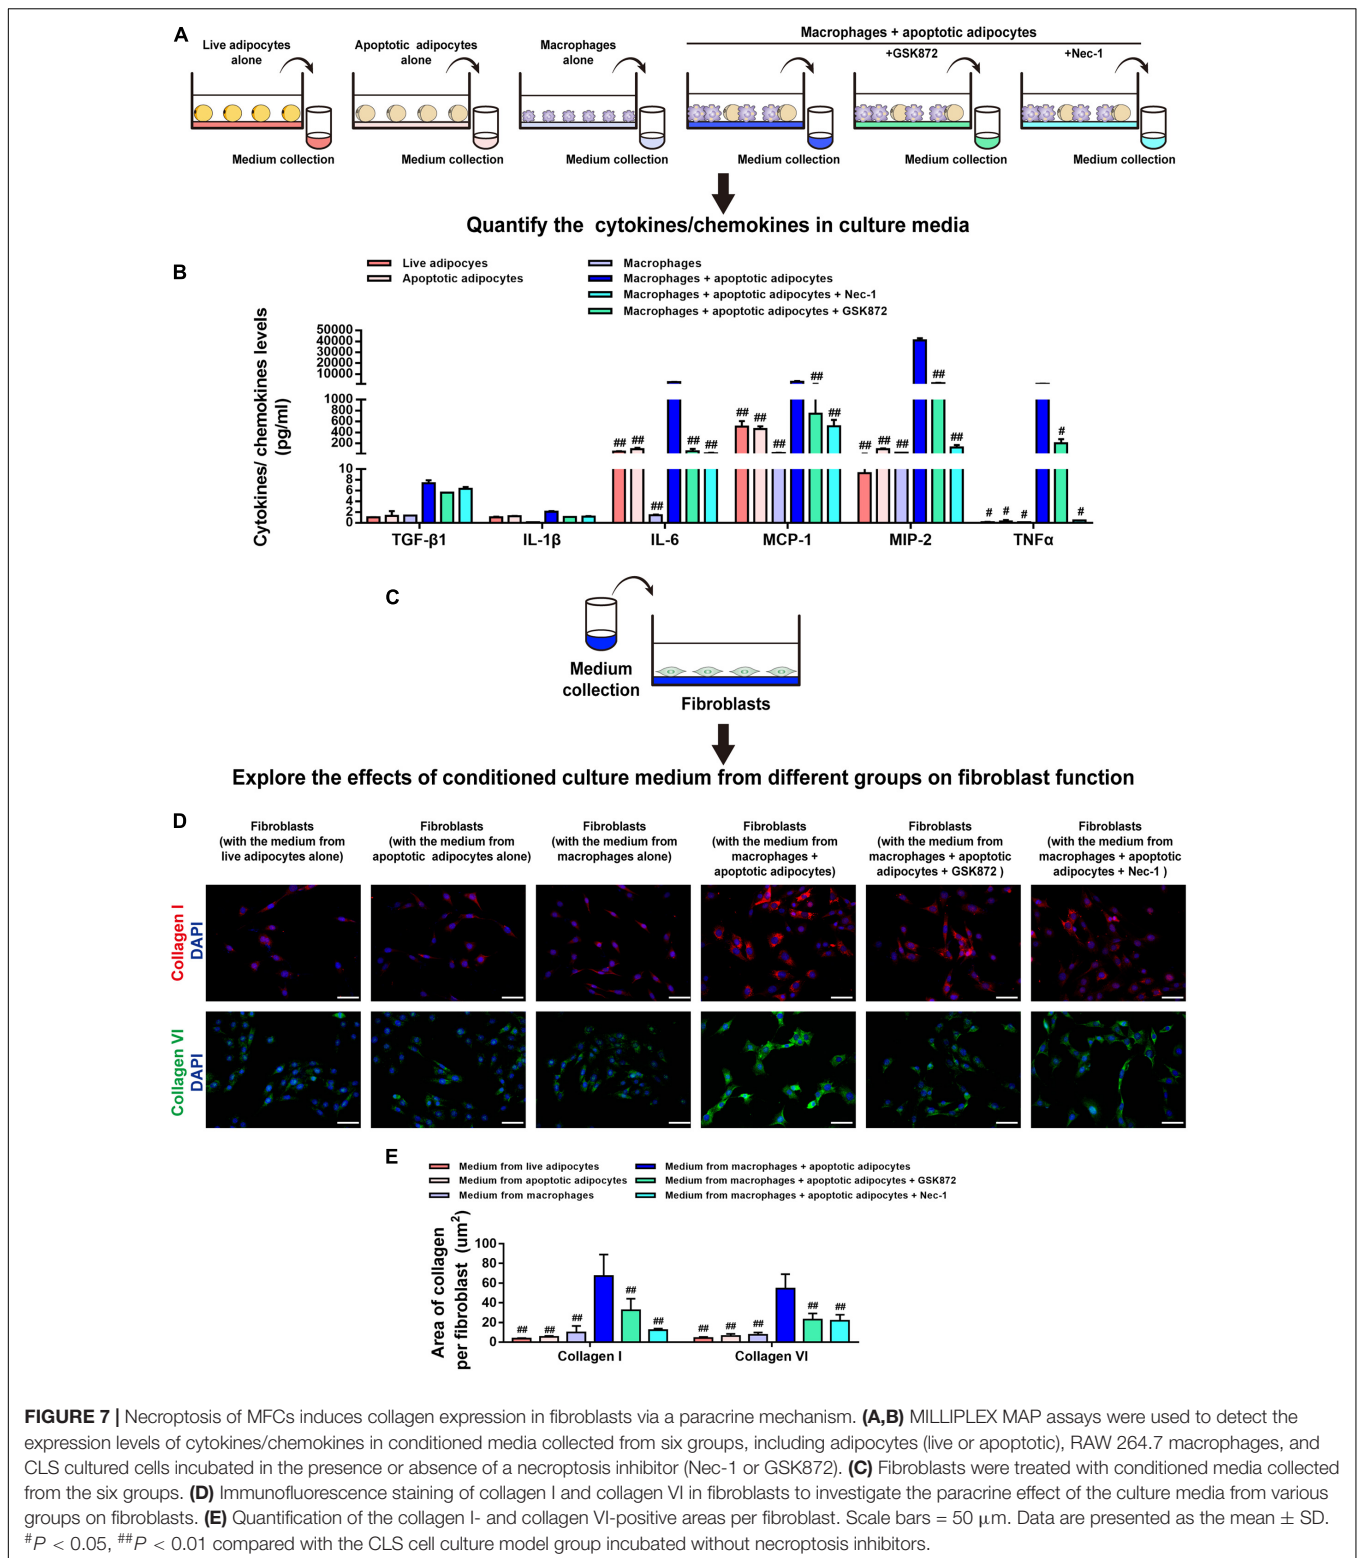 A
Live adipocytes
alone
Apoptotic adipocytes
alone
Macrophages
alone
Macrophages + apoptotic adipocytes
+GSK872
+Nec-1
Medium collection
Medium collection
Medium collection
Medium collection
Medium collection
Medium collection
Quantify the cytokines/chemokines in culture media
B
Live adipocyes
Apoptotic adipocytes
Macrophages
Macrophages + apoptotic adipocytes
Macrophages + apoptotic adipocytes + Nec-1
Macrophages + apoptotic adipocytes + GSK872
Cytokines/ chemokines levels
(pg/ml)
50000
40000
30000
20000
10000
1000
800
600
400
200
10
8
6
4
2
0
## ## ## ## ##
## ## ## ## ##
## ## ## ## ##
# # # # #
TGF-β1 IL-1β IL-6 MCP-1 MIP-2 TNFα
C
Medium
collection
Fibroblasts
Explore the effects of conditioned culture medium from different groups on fibroblast function
D
Fibroblasts
(with the medium from
live adipocytes alone)
Fibroblasts
(with the medium from
apoptotic adipocytes alone)
Fibroblasts
(with the medium from
macrophages alone)
Fibroblasts
(with the medium from
macrophages +
apoptotic adipocytes)
Fibroblasts
(with the medium from
macrophages + apoptotic
adipocytes + GSK872 )
Fibroblasts
(with the medium from
macrophages + apoptotic
adipocytes + Nec-1 )
Collagen I
DAPI
Collagen VI
DAPI
E
Medium from live adipocytes
Medium from apoptotic adipocytes
Medium from macrophages
Medium from macrophages + apoptotic adipocytes
Medium from macrophages + apoptotic adipocytes + GSK872
Medium from macrophages + apoptotic adipocytes + Nec-1
Area of collagen
per fibroblast (um²)
100
80
60
40
20
0
## ## ## ## ##
## ## ## ## ##
Collagen I Collagen VI
FIGURE 7 | Necroptosis of MFCs induces collagen expression in fibroblasts via a paracrine mechanism. (A,B) MILLIPLEX MAP assays were used to detect the
expression levels of cytokines/chemokines in conditioned media collected from six groups, including adipocytes (live or apoptotic), RAW 264.7 macrophages, and
CLS cultured cells incubated in the presence or absence of a necroptosis inhibitor (Nec-1 or GSK872). (C) Fibroblasts were treated with conditioned media collected
from the six groups. (D) Immunofluorescence staining of collagen I and collagen VI in fibroblasts to investigate the paracrine effect of the culture media from various
groups on fibroblasts. (E) Quantification of the collagen I- and collagen VI-positive areas per fibroblast. Scale bars = 50 μm. Data are presented as the mean ± SD.
#P < 0.05, ##P < 0.01 compared with the CLS cell culture model group incubated without necroptosis inhibitors.